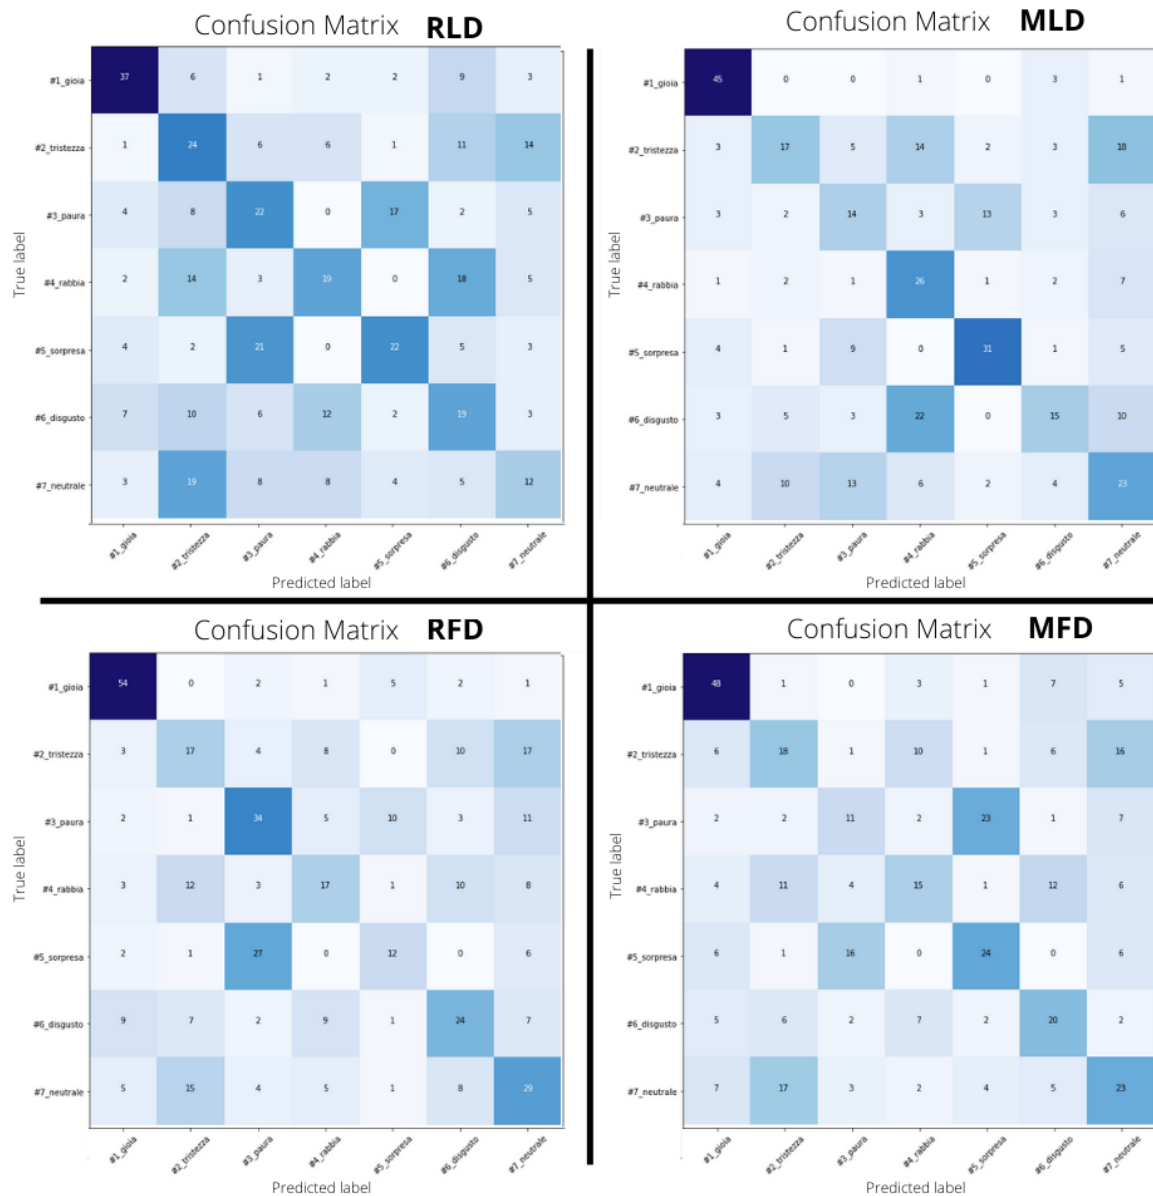 Confusion Matrix RLD
True label
#1_gioia 37 6 1 2 2 9 3
#2_tristezza 1 24 6 6 1 11 14
#3_paura 4 8 22 0 17 2 5
#4_rabbia 2 14 3 19 0 18 5
#5_sorpresa 4 2 21 0 22 5 3
#6_disgusto 7 10 6 12 2 19 3
#7_neutrale 3 19 8 8 4 5 12
#1_gioia #2_tristezza #3_paura #4_rabbia #5_sorpresa #6_disgusto #7_neutrale
Predicted label
Confusion Matrix MLD
True label
#1_gioia 45 0 0 1 0 3 1
#2_tristezza 3 17 5 14 2 3 18
#3_paura 3 2 14 3 13 3 6
#4_rabbia 1 2 1 26 1 2 7
#5_sorpresa 4 1 9 0 31 1 5
#6_disgusto 3 5 3 22 0 15 10
#7_neutrale 4 10 13 6 2 4 23
#1_gioia #2_tristezza #3_paura #4_rabbia #5_sorpresa #6_disgusto #7_neutrale
Predicted label
Confusion Matrix RFD
True label
#1_gioia 54 0 2 1 5 2 1
#2_tristezza 3 17 4 8 0 10 17
#3_paura 2 1 34 5 10 3 11
#4_rabbia 3 12 3 17 1 10 8
#5_sorpresa 2 1 27 0 12 0 6
#6_disgusto 9 7 2 9 1 24 7
#7_neutrale 5 15 4 5 1 8 29
#1_gioia #2_tristezza #3_paura #4_rabbia #5_sorpresa #6_disgusto #7_neutrale
Predicted label
Confusion Matrix MFD
True label
#1_gioia 48 1 0 3 1 7 5
#2_tristezza 6 18 1 10 1 6 16
#3_paura 2 2 11 2 23 1 7
#4_rabbia 4 11 4 15 1 12 6
#5_sorpresa 6 1 16 0 24 0 6
#6_disgusto 5 6 2 7 2 20 2
#7_neutrale 7 17 3 2 4 5 23
#1_gioia #2_tristezza #3_paura #4_rabbia #5_sorpresa #6_disgusto #7_neutrale
Predicted label